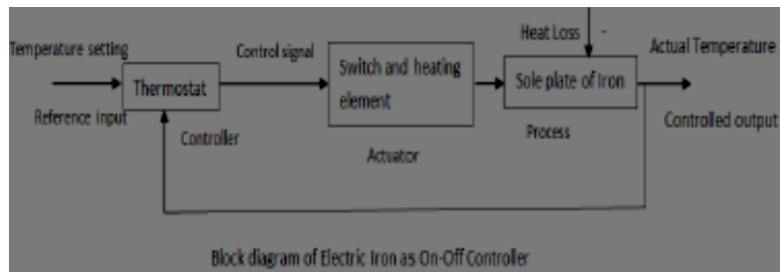 Heat Loss -
Temperature setting
Control signal
Actual Temperature
Thermostat
Switch and heating
element
Sole plate of Iron
Reference input
Controller
Actuator
Process
Controlled output
Block diagram of Electric Iron as On-Off Controller